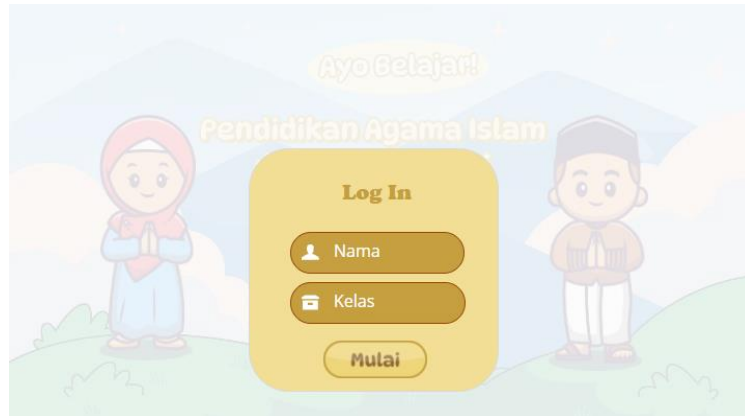 Ayo Belajar!
Pendidikan Agama Islam
Log In
Nama
Kelas
Mulai